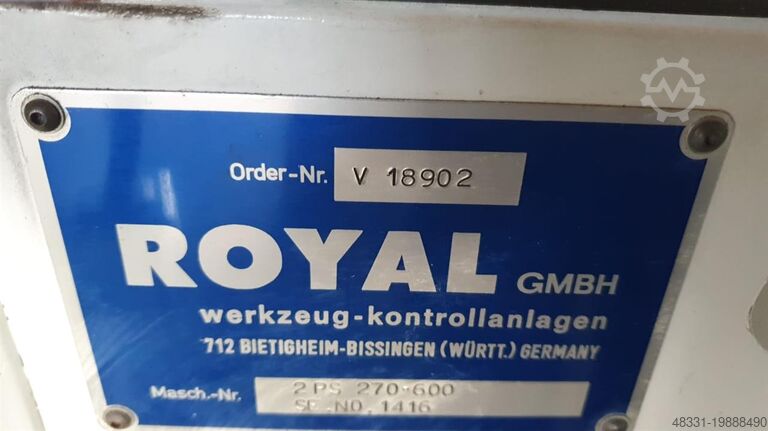 Order-Nr. V 18902
ROYAL GMBH
werkzeug-kontrollanlagen
712 BIETIGHEIM-BISSINGEN (WÜRTT.) GERMANY
Masch.-Nr. 2 PS 270-600
SE.NO.1416
48331-19888490